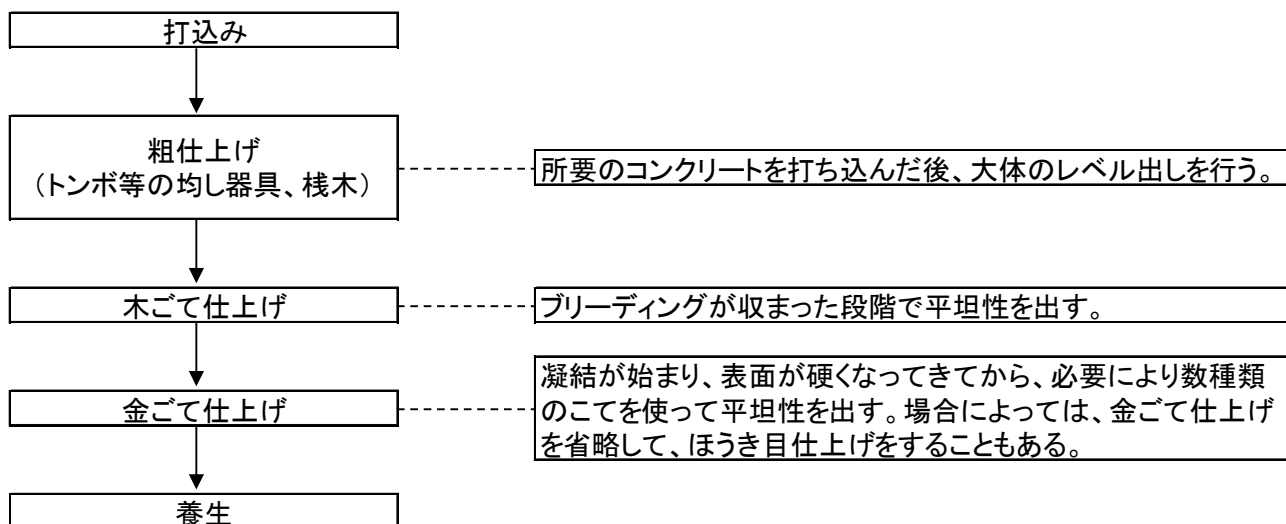 打込み
粗仕上げ
（トンボ等の均し器具、桟木）
所要のコンクリートを打ち込んだ後、大体のレベル出しを行う。
木ごて仕上げ
ブリーディングが収まった段階で平坦性を出す。
金ごて仕上げ
凝結が始まり、表面が硬くなってきてから、必要により数種類
のこてを使って平坦性を出す。場合によっては、金ごて仕上げ
を省略して、ほうき目仕上げをすることもある。
養生